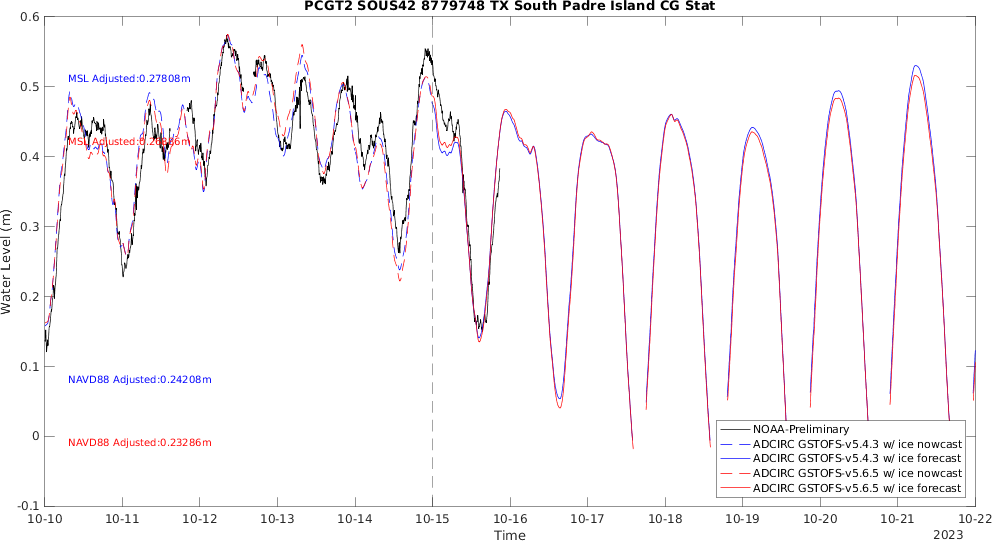 PCGT2 SOUS42 8779748 TX South Padre Island CG Stat
0.6
0.5
0.4
0.3
0.2
0.1
0
-0.1
Water Level (m)
MSL Adjusted:0.27808m
MSL Adjusted:
NAVD88 Adjusted:0.24208m
NAVD88 Adjusted:0.23286m
NOAA-Preliminary
ADCIRC GSTOFS-v5.4.3 w/ ice nowcast
ADCIRC GSTOFS-v5.4.3 w/ ice forecast
ADCIRC GSTOFS-v5.6.5 w/ ice nowcast
ADCIRC GSTOFS-v5.6.5 w/ ice forecast
10-10 10-11 10-12 10-13 10-14 10-15 10-16 10-17 10-18 10-19 10-20 10-21 10-22
Time
2023